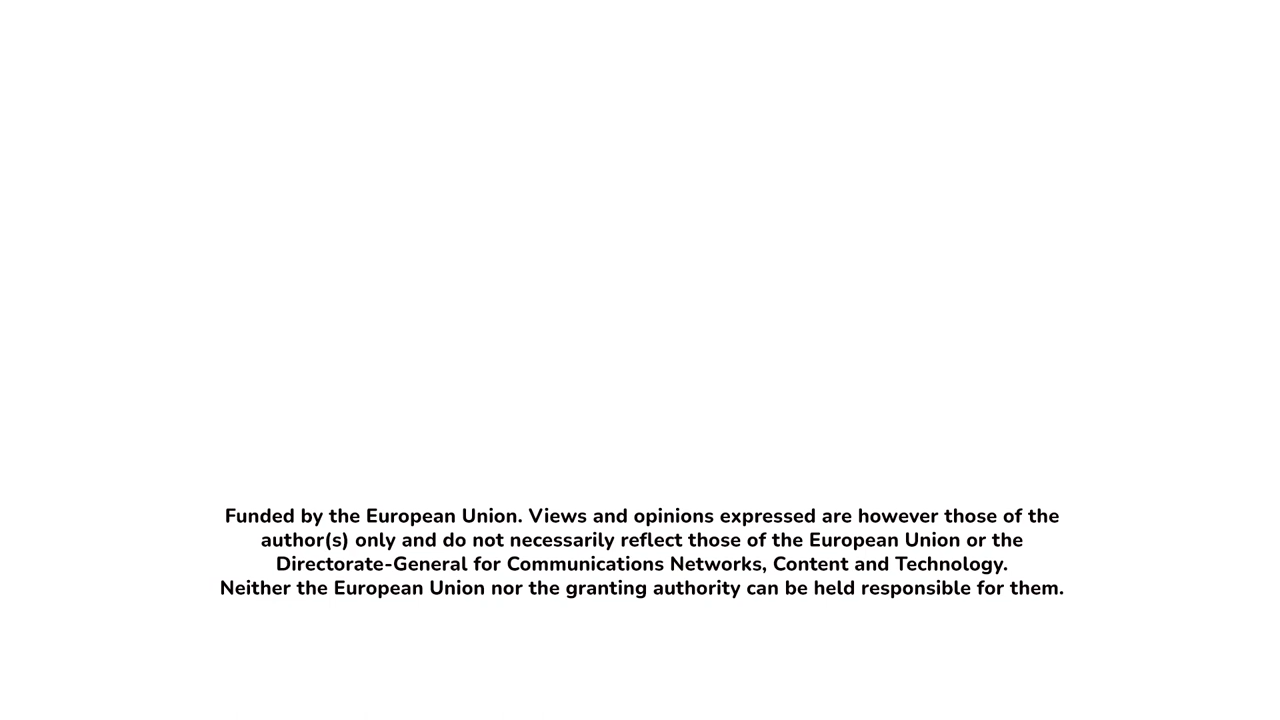 Funded by the European Union. Views and opinions expressed are however those of the
author(s) only and do not necessarily reflect those of the European Union or the
Directorate-General for Communications Networks, Content and Technology.
Neither the European Union nor the granting authority can be held responsible for them.